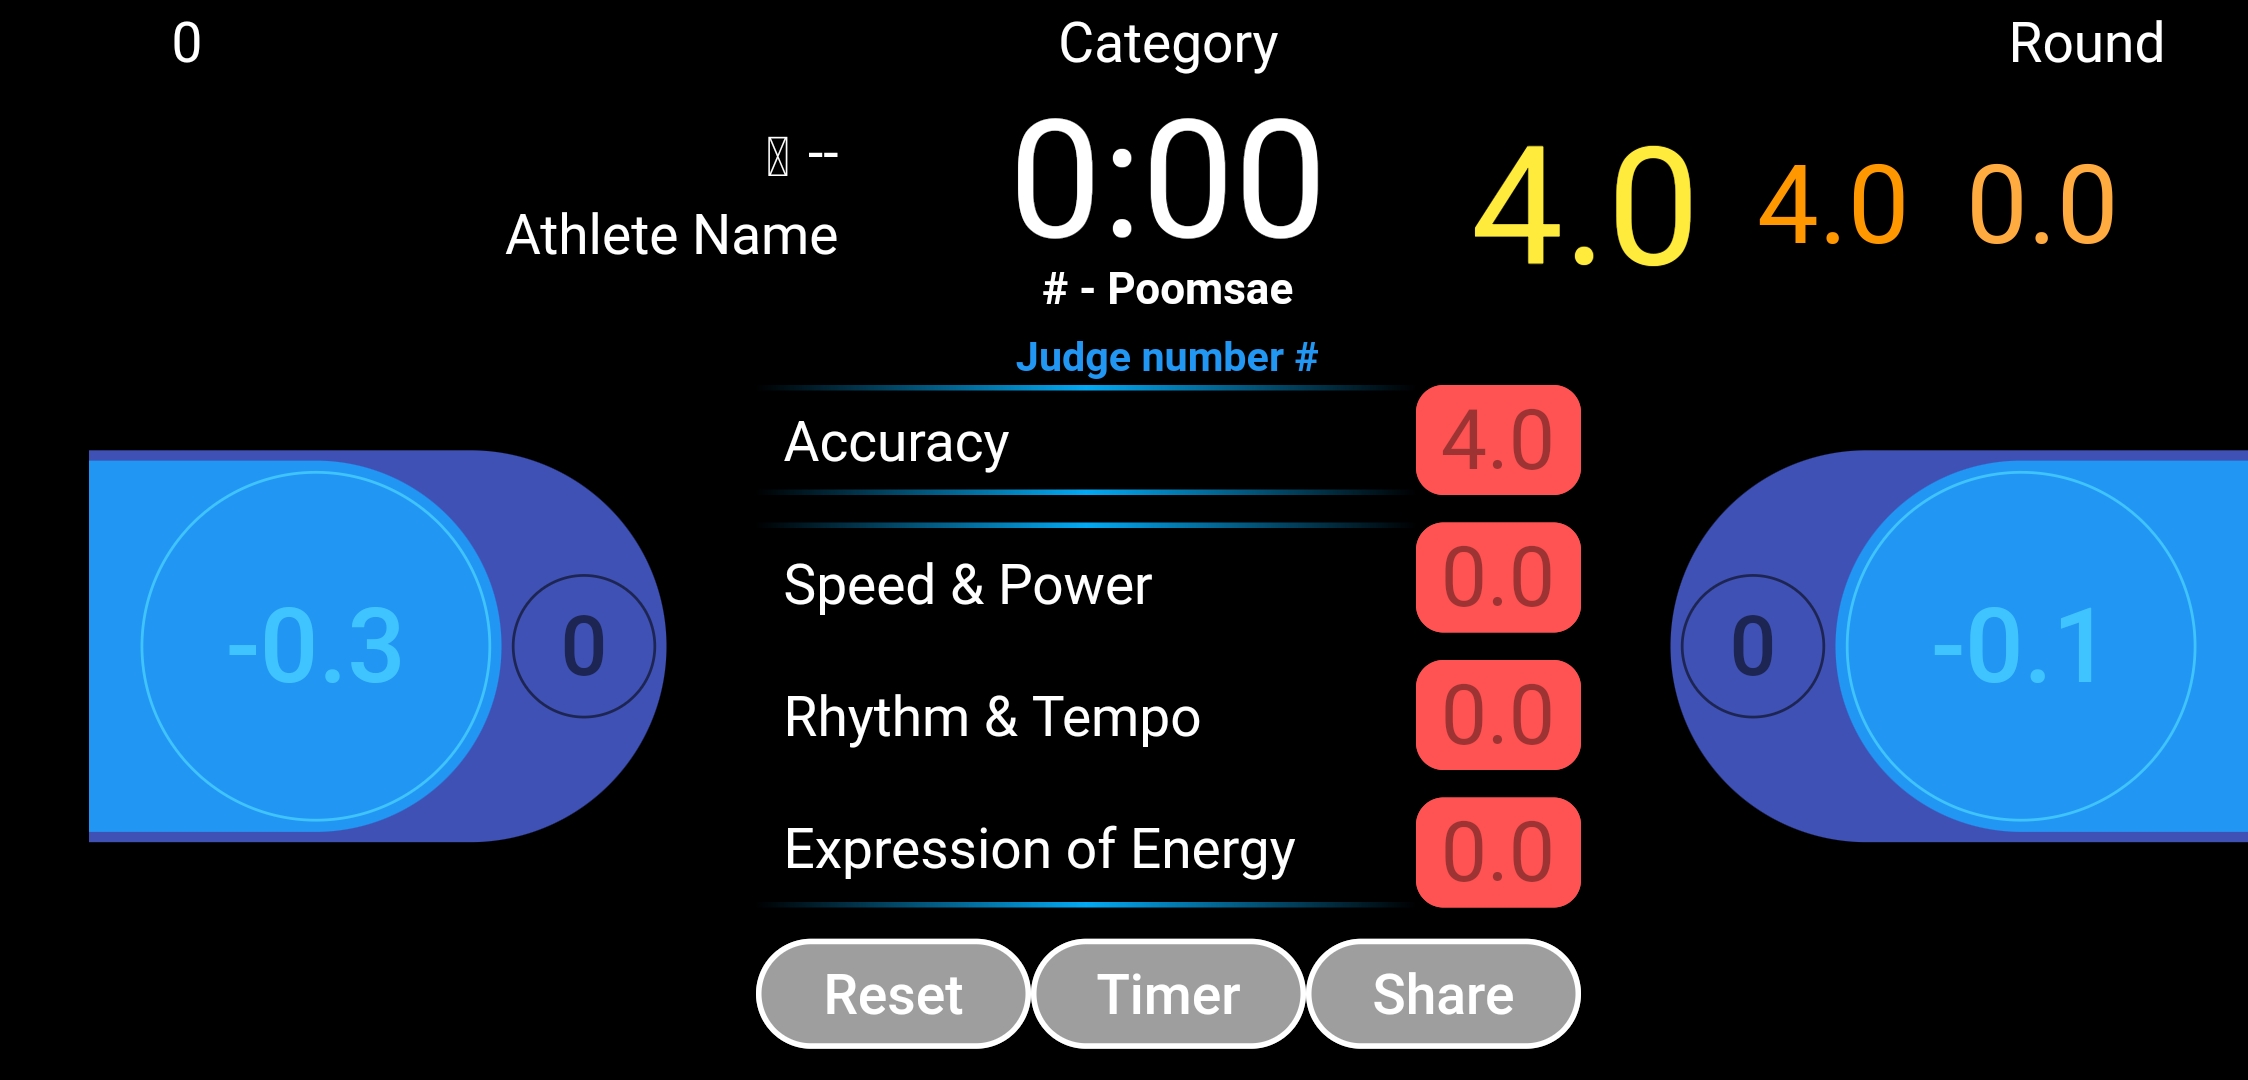 0 Category Round
--
Athlete Name
0:00
4.0 4.0 0.0
# - Poomsae
Judge number #
Accuracy 4.0
Speed & Power 0.0
Rhythm & Tempo 0.0
Expression of Energy 0.0
-0.3 0
0 -0.1
Reset Timer Share